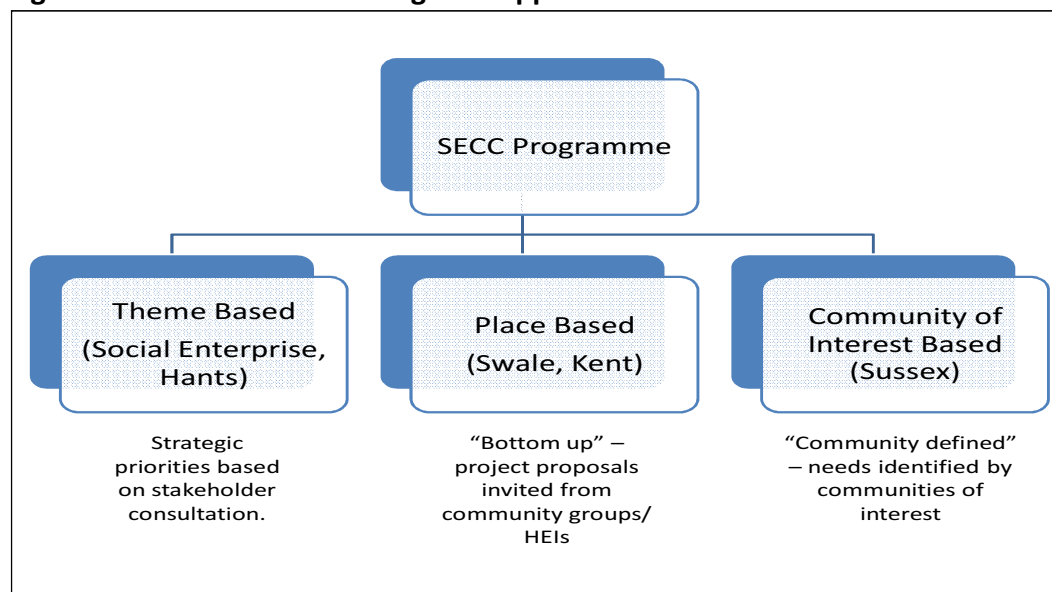 SECC Programme
Theme Based
(Social Enterprise,
Hants)
Place Based
(Swale, Kent)
Community of
Interest Based
(Sussex)
Strategic
priorities based
on stakeholder
consultation.
“Bottom up” –
project proposals
invited from
community groups/
HEIs
“Community defined”
– needs identified by
communities of
interest